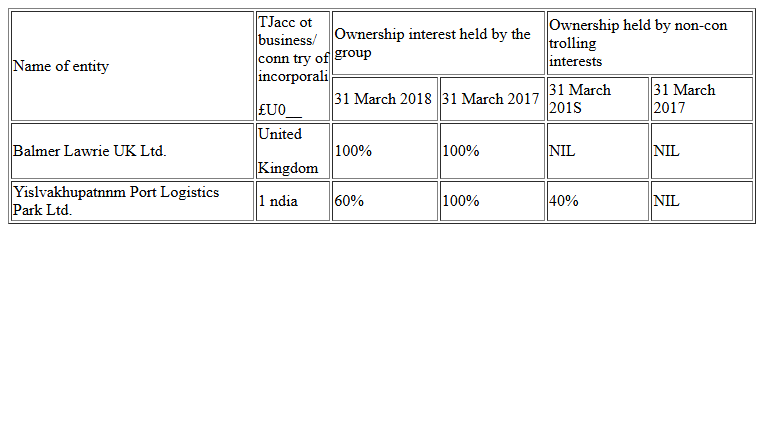 Name of entity
TJacc ot
business/
conn try of
incorporali
£U0__
Ownership interest held by the
group
Ownership held by non-con
trolling
interests
31 March 2018
31 March 2017
31 March
201S
31 March
2017
Balmer Lawrie UK Ltd.
United
Kingdom
100%
100%
NIL
NIL
Yislvakhupatnnm Port Logistics
Park Ltd.
1 ndia
60%
100%
40%
NIL